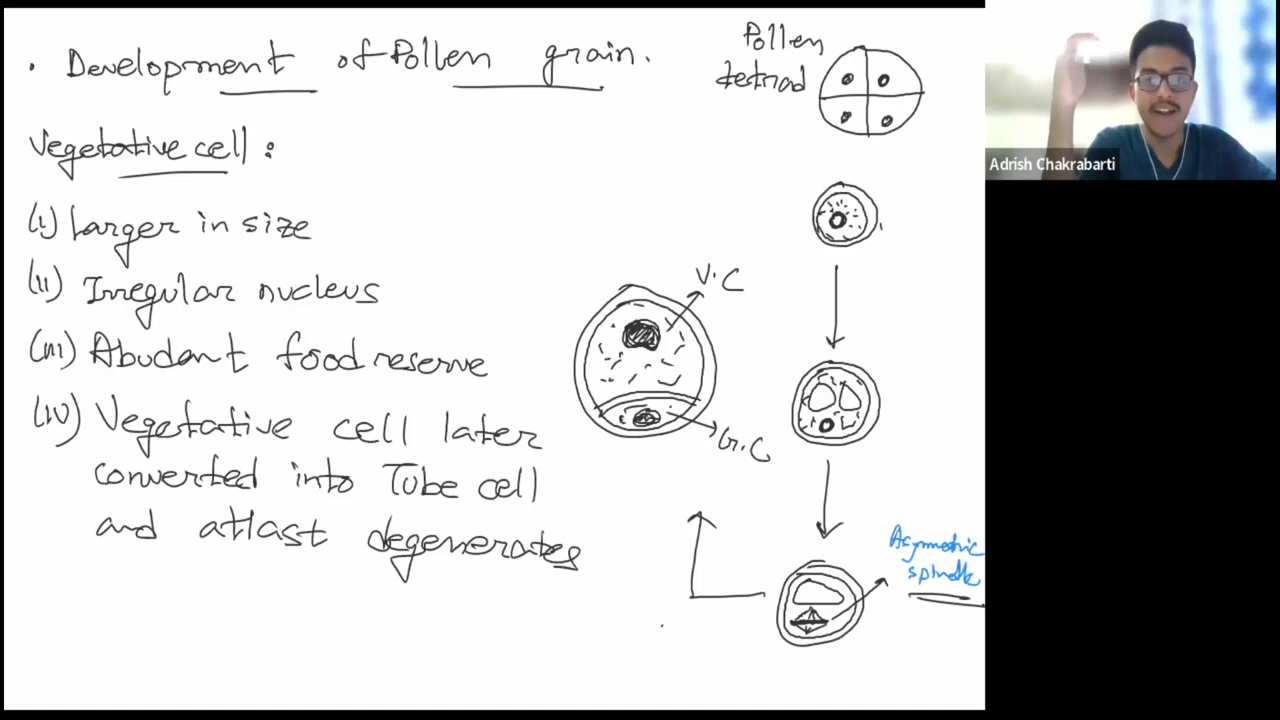 . Development of Pollen grain.
Pollen
tetrad
Adrish Chakrabarti
Vegetative cell :
(i) Larger in size
(ii) Irregular nucleus
(iii) Abudant food reserve
(iv) Vegetative cell later
converted into Tube cell
and atlast degenerates
V.C
G.C
Asymmetric
spindle